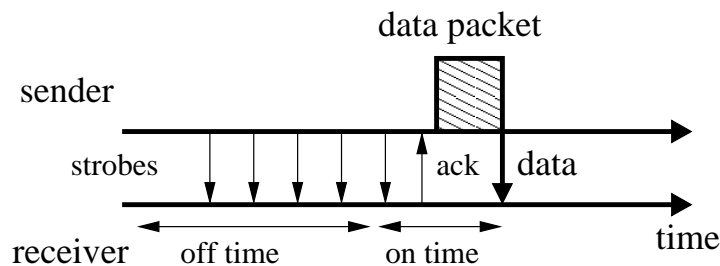 data packet
sender
strobes
ack
data
time
receiver
off time
on time